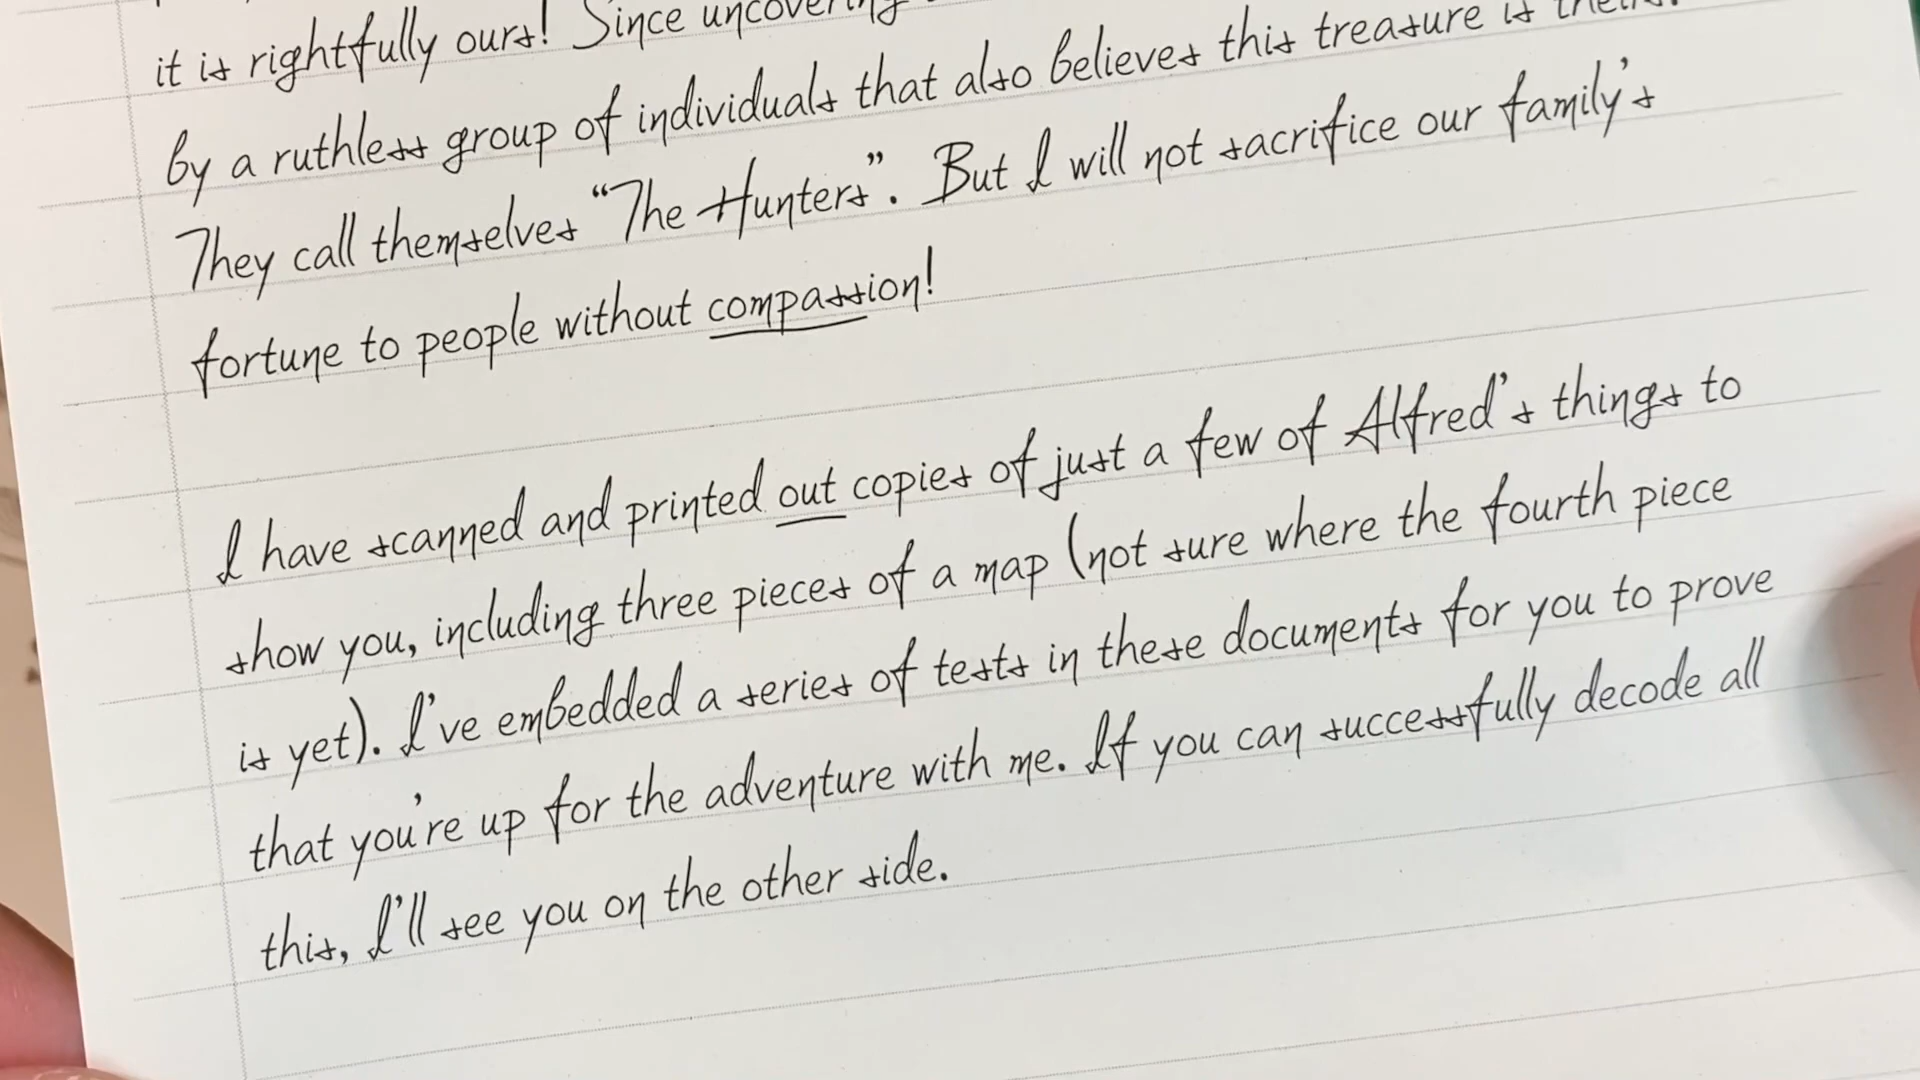 it is rightfully ours! Since uncovering
by a ruthless group of individuals that also believes this treasure is theirs.
They call themselves “The Hunters”. But I will not sacrifice our family's
fortune to people without compassion!
I have scanned and printed out copies of just a few of Alfred's things to
show you, including three pieces of a map (not sure where the fourth piece
is yet). I've embedded a series of tests in these documents for you to prove
that you're up for the adventure with me. If you can successfully decode all
this, I'll see you on the other side.